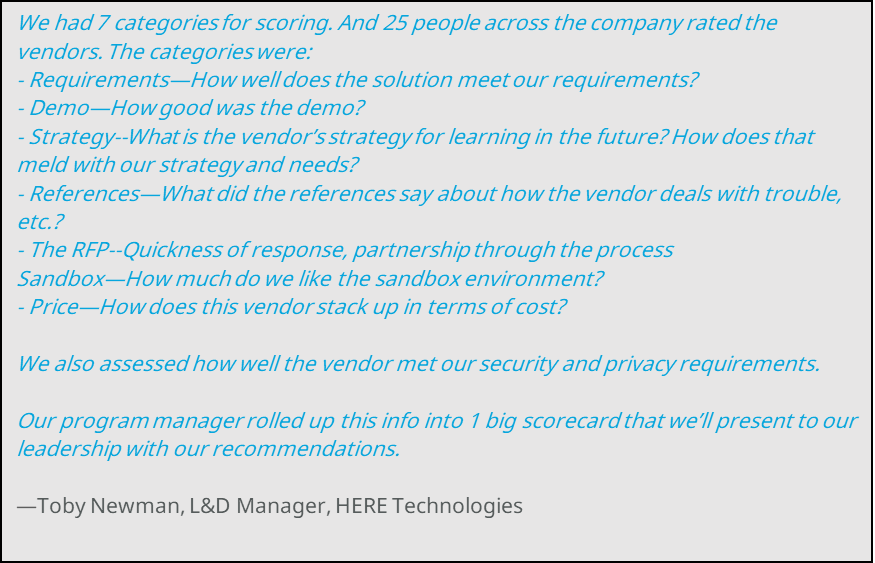 We had 7 categories for scoring. And 25 people across the company rated the
vendors. The categories were:
- Requirements—How well does the solution meet our requirements?
- Demo—How good was the demo?
- Strategy--What is the vendor’s strategy for learning in the future? How does that
meld with our strategy and needs?
- References—What did the references say about how the vendor deals with trouble,
etc.?
- The RFP--Quickness of response, partnership through the process
Sandbox—How much do we like the sandbox environment?
- Price—How does this vendor stack up in terms of cost?
We also assessed how well the vendor met our security and privacy requirements.
Our program manager rolled up this info into 1 big scorecard that we’ll present to our
leadership with our recommendations.
—Toby Newman, L&D Manager, HERE Technologies